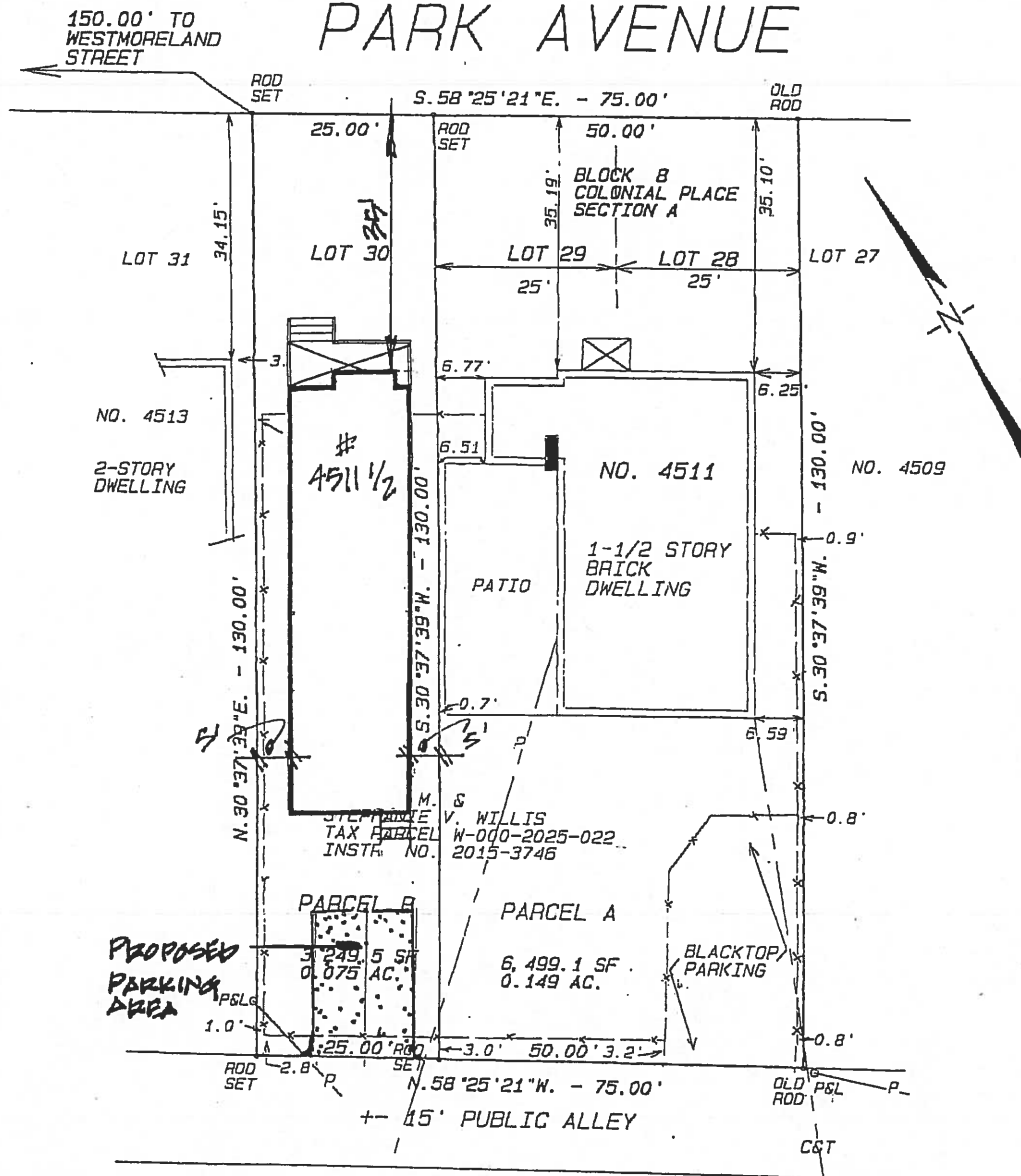 PARK AVENUE
150.00' TO
WESTMORELAND
STREET
ROD
SET
S.58°25'21"E. - 75.00'
OLD
ROD
25.00'
ROD
SET
50.00'
BLOCK B
COLONIAL PLACE
SECTION A
34.15'
35'
35.19'
35.10'
LOT 31
LOT 30
LOT 29
LOT 28
LOT 27
25'
25'
3.
6.77'
6.25'
NO. 4513
2-STORY
DWELLING
#
4511 1/2
6.51
NO. 4511
NO. 4509
1-1/2 STORY
BRICK
DWELLING
PATIO
0.9'
N.30°37'39"E. - 130.00'
S.30°37'39"W. - 130.00'
S.30°37'39"W. - 130.00'
0.7'
6.59'
5'
5'
P
M. &
STEPHANIE V. WILLIS
TAX PARCEL W-000-2025-022
INSTR. NO. 2015-3746
0.8'
PARCEL B
3,249.5 SF
0.075 AC.
PARCEL A
6,499.1 SF
0.149 AC.
BLACKTOP
PARKING
PROPOSED
PARKING
AREA
P&L
1.0'
25.00'
ROD
SET
3.0'
50.00'
3.2'
0.8'
ROD
SET
2.8'
P
N.58°25'21"W. - 75.00'
OLD
ROD
P&L
P
+- 15' PUBLIC ALLEY
C&T
N